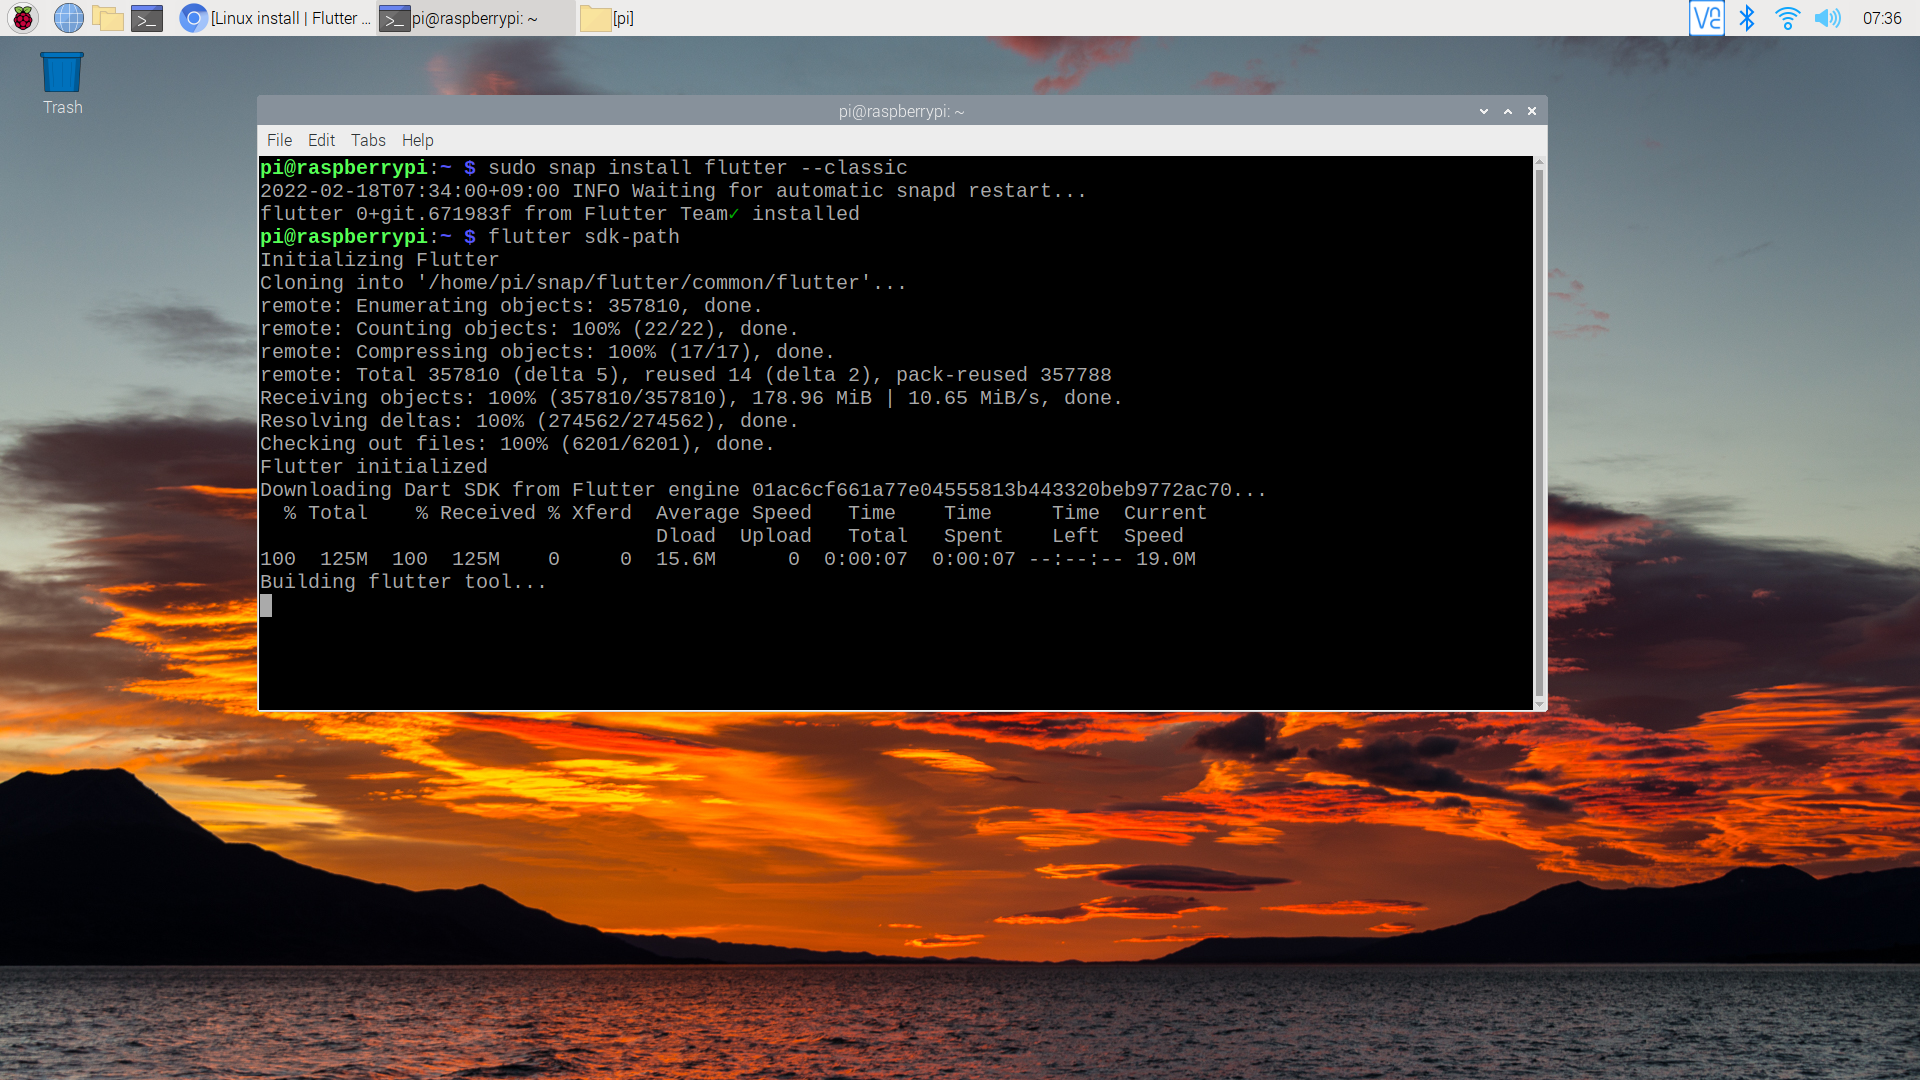 [Linux install | Flutter ... pi@raspberrypi: ~ [pi] 07:36
Trash
pi@raspberrypi: ~
File Edit Tabs Help
pi@raspberrypi:~ $ sudo snap install flutter --classic
2022-02-18T07:34:00+09:00 INFO Waiting for automatic snapd restart...
flutter 0+git.671983f from Flutter Team✓ installed
pi@raspberrypi:~ $ flutter sdk-path
Initializing Flutter
Cloning into '/home/pi/snap/flutter/common/flutter'...
remote: Enumerating objects: 357810, done.
remote: Counting objects: 100% (22/22), done.
remote: Compressing objects: 100% (17/17), done.
remote: Total 357810 (delta 5), reused 14 (delta 2), pack-reused 357788
Receiving objects: 100% (357810/357810), 178.96 MiB | 10.65 MiB/s, done.
Resolving deltas: 100% (274562/274562), done.
Checking out files: 100% (6201/6201), done.
Flutter initialized
Downloading Dart SDK from Flutter engine 01ac6cf661a77e04555813b443320beb9772ac70...
  % Total    % Received % Xferd  Average Speed   Time    Time     Time  Current
                                 Dload  Upload   Total   Spent    Left  Speed
100  125M  100  125M    0     0  15.6M      0  0:00:07  0:00:07 --:--:-- 19.0M
Building flutter tool...